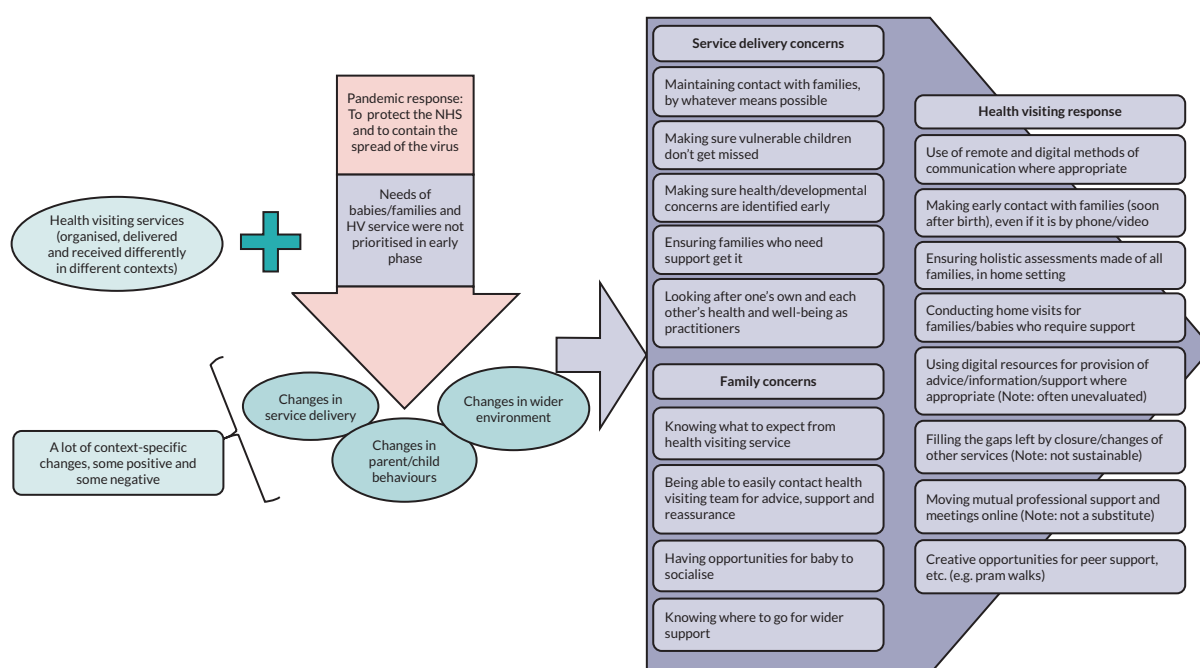 Health visiting services
(organised, delivered
and received differently
in different contexts)
Pandemic response:
To protect the NHS
and to contain the
spread of the virus
Needs of
babies/families and
HV service were not
prioritised in early
phase
Changes in
service delivery
Changes in
parent/child
behaviours
Changes in wider
environment
A lot of context-specific
changes, some positive and
some negative
Service delivery concerns
Maintaining contact with families,
by whatever means possible
Making sure vulnerable children
don’t get missed
Making sure health/developmental
concerns are identified early
Ensuring families who need
support get it
Looking after one’s own and each
other’s health and well-being as
practitioners
Family concerns
Knowing what to expect from
health visiting service
Being able to easily contact health
visiting team for advice, support and
reassurance
Having opportunities for baby to
socialise
Knowing where to go for wider
support
Health visiting response
Use of remote and digital methods of
communication where appropriate
Making early contact with families (soon
after birth), even if it is by phone/video
Ensuring holistic assessments made of all
families, in home setting
Conducting home visits for
families/babies who require support
Using digital resources for provision of
advice/information/support where
appropriate (Note: often unevaluated)
Filling the gaps left by closure/changes of
other services (Note: not sustainable)
Moving mutual professional support and
meetings online (Note: not a substitute)
Creative opportunities for peer support,
etc. (e.g. pram walks)